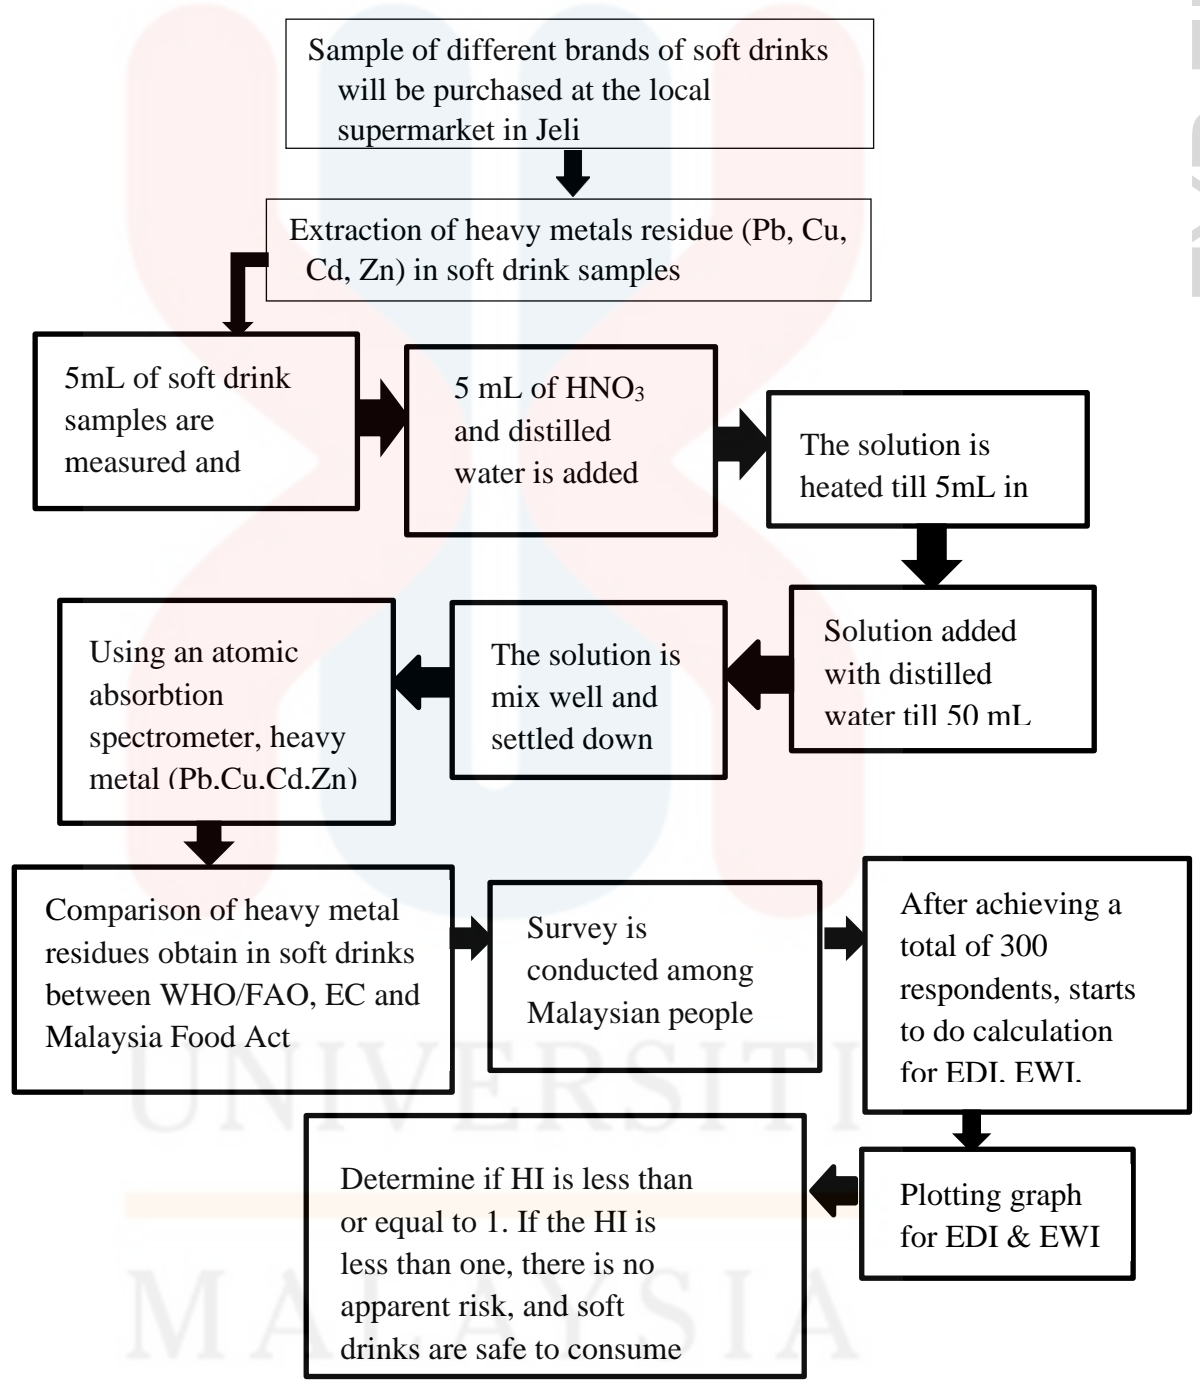 Sample of different brands of soft drinks
will be purchased at the local
supermarket in Jeli
Extraction of heavy metals residue (Pb, Cu,
Cd, Zn) in soft drink samples
5mL of soft drink
samples are
measured and
5 mL of HNO₃
and distilled
water is added
The solution is
heated till 5mL in
Solution added
with distilled
water till 50 mL
The solution is
mix well and
settled down
Using an atomic
absorbtion
spectrometer, heavy
metal (Pb,Cu,Cd,Zn)
Comparison of heavy metal
residues obtain in soft drinks
between WHO/FAO, EC and
Malaysia Food Act
Survey is
conducted among
Malaysian people
After achieving a
total of 300
respondents, starts
to do calculation
for EDI, EWI,
Plotting graph
for EDI & EWI
Determine if HI is less than
or equal to 1. If the HI is
less than one, there is no
apparent risk, and soft
drinks are safe to consume
UNIVERSITI
MALAYSIA